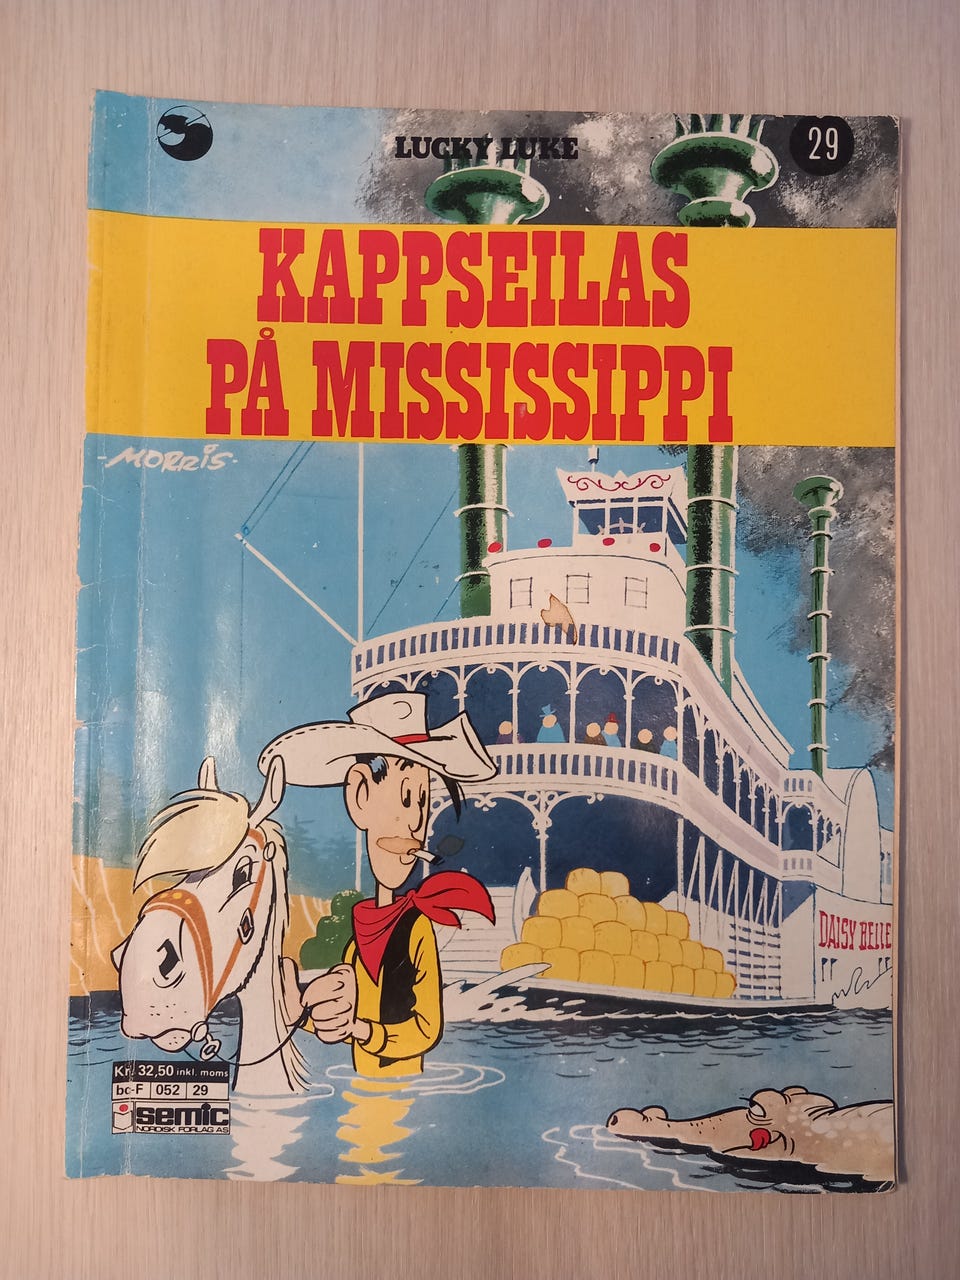 LUCKY LUKE
29
KAPPSEILAS
PÅ MISSISSIPPI
-MORRIS-
DAISY BELLE
Kr. 32,50 inkl. moms
bc-F 052 29
semic
NORDISK FORLAG AS